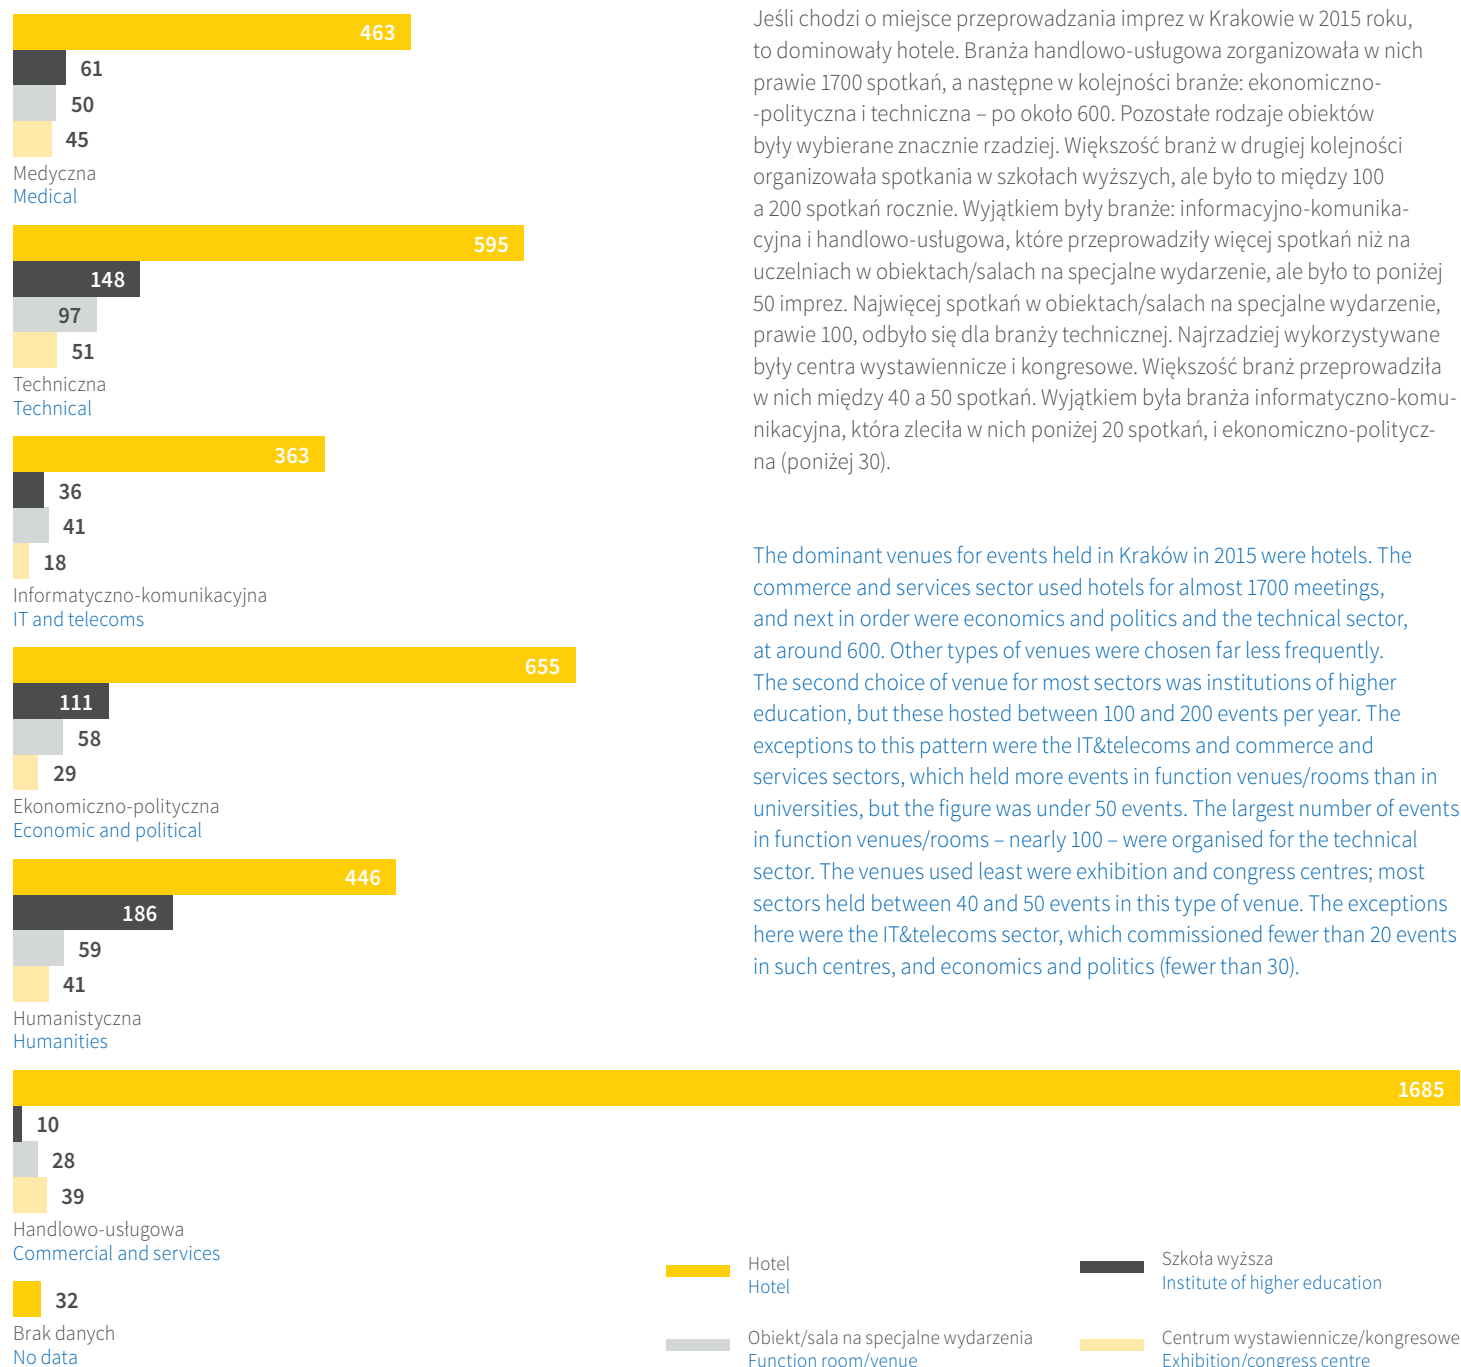 463
61
50
45
Medyczna
Medical
595
148
97
51
Techniczna
Technical
363
36
41
18
Informatyczno-komunikacyjna
IT and telecoms
655
111
58
29
Ekonomiczno-polityczna
Economic and political
446
186
59
41
Humanistyczna
Humanities
1685
10
28
39
Handlowo-usługowa
Commercial and services
32
Brak danych
No data
Jeśli chodzi o miejsce przeprowadzania imprez w Krakowie w 2015 roku,
to dominowały hotele. Branża handlowo-usługowa zorganizowała w nich
prawie 1700 spotkań, a następne w kolejności branże: ekonomiczno-
-polityczna i techniczna – po około 600. Pozostałe rodzaje obiektów
były wybierane znacznie rzadziej. Większość branż w drugiej kolejności
organizowała spotkania w szkołach wyższych, ale było to między 100
a 200 spotkań rocznie. Wyjątkiem były branże: informacyjno-komunika-
cyjna i handlowo-usługowa, które przeprowadziły więcej spotkań niż na
uczelniach w obiektach/salach na specjalne wydarzenie, ale było to poniżej
50 imprez. Najwięcej spotkań w obiektach/salach na specjalne wydarzenie,
prawie 100, odbyło się dla branży technicznej. Najrzadziej wykorzystywane
były centra wystawiennicze i kongresowe. Większość branż przeprowadziła
w nich między 40 a 50 spotkań. Wyjątkiem była branża informatyczno-komu-
nikacyjna, która zleciła w nich poniżej 20 spotkań, i ekonomiczno-politycz-
na (poniżej 30).
The dominant venues for events held in Kraków in 2015 were hotels. The
commerce and services sector used hotels for almost 1700 meetings,
and next in order were economics and politics and the technical sector,
at around 600. Other types of venues were chosen far less frequently.
The second choice of venue for most sectors was institutions of higher
education, but these hosted between 100 and 200 events per year. The
exceptions to this pattern were the IT&telecoms and commerce and
services sectors, which held more events in function venues/rooms than in
universities, but the figure was under 50 events. The largest number of events
in function venues/rooms – nearly 100 – were organised for the technical
sector. The venues used least were exhibition and congress centres; most
sectors held between 40 and 50 events in this type of venue. The exceptions
here were the IT&telecoms sector, which commissioned fewer than 20 events
in such centres, and economics and politics (fewer than 30).
Hotel
Hotel
Szkoła wyższa
Institute of higher education
Obiekt/sala na specjalne wydarzenia
Function room/venue
Centrum wystawiennicze/kongresowe
Exhibition/congress centre